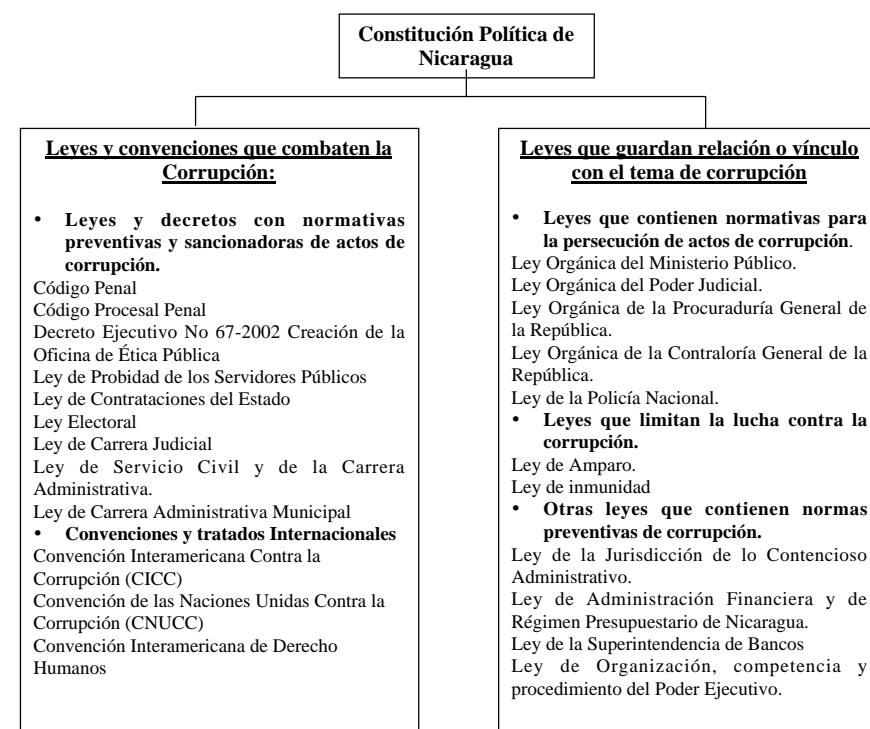 Constitución Política de
Nicaragua
Leyes y convenciones que combaten la
Corrupción:
• Leyes y decretos con normativas
preventivas y sancionadoras de actos de
corrupción.
Código Penal
Código Procesal Penal
Decreto Ejecutivo No 67-2002 Creación de la
Oficina de Ética Pública
Ley de Probidad de los Servidores Públicos
Ley de Contrataciones del Estado
Ley Electoral
Ley de Carrera Judicial
Ley de Servicio Civil y de la Carrera
Administrativa.
Ley de Carrera Administrativa Municipal
• Convenciones y tratados Internacionales
Convención Interamericana Contra la
Corrupción (CICC)
Convención de las Naciones Unidas Contra la
Corrupción (CNUCC)
Convención Interamericana de Derecho
Humanos
Leyes que guardan relación o vínculo
con el tema de corrupción
• Leyes que contienen normativas para
la persecución de actos de corrupción.
Ley Orgánica del Ministerio Público.
Ley Orgánica del Poder Judicial.
Ley Orgánica de la Procuraduría General de
la República.
Ley Orgánica de la Contraloría General de la
República.
Ley de la Policía Nacional.
• Leyes que limitan la lucha contra la
corrupción.
Ley de Amparo.
Ley de inmunidad
• Otras leyes que contienen normas
preventivas de corrupción.
Ley de la Jurisdicción de lo Contencioso
Administrativo.
Ley de Administración Financiera y de
Régimen Presupuestario de Nicaragua.
Ley de la Superintendencia de Bancos
Ley de Organización, competencia y
procedimiento del Poder Ejecutivo.